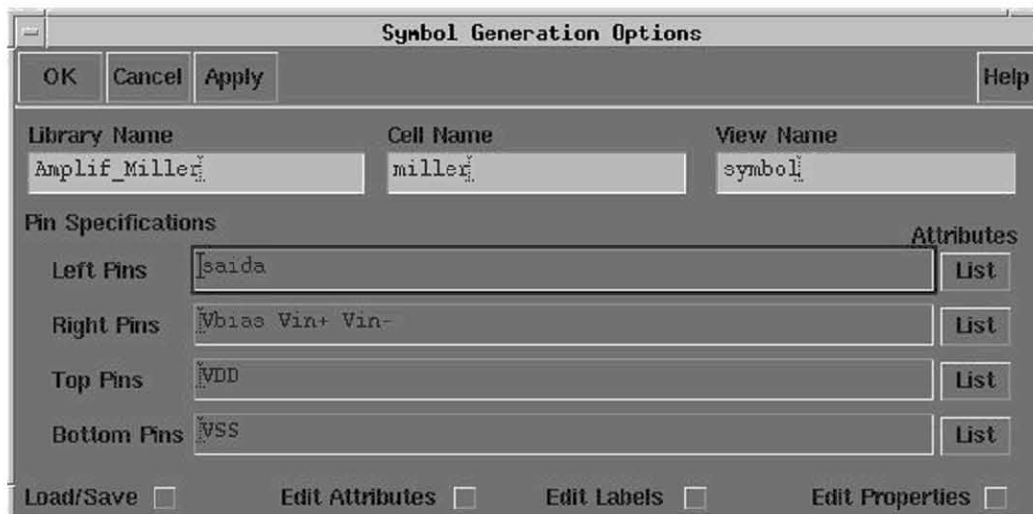 Symbol Generation Options
OK Cancel Apply Help
Library Name Cell Name View Name
Amplif_Miller miller symbol
Pin Specifications
Attributes
Left Pins saida List
Right Pins Vbias Vin+ Vin- List
Top Pins VDD List
Bottom Pins VSS List
Load/Save Edit Attributes Edit Labels Edit Properties